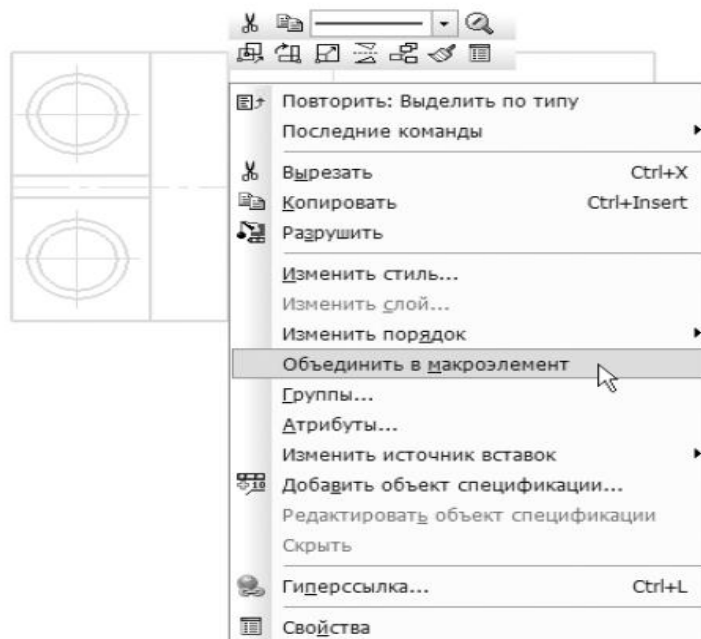 Повторить: Выделить по типу
Последние команды
Вырезать Ctrl+X
Копировать Ctrl+Insert
Разрушить
Изменить стиль...
Изменить слой...
Изменить порядок
Объединить в макроэлемент
Группы...
Атрибуты...
Изменить источник вставок
Добавить объект спецификации...
Редактировать объект спецификации
Скрыть
Гиперссылка... Ctrl+L
Свойства